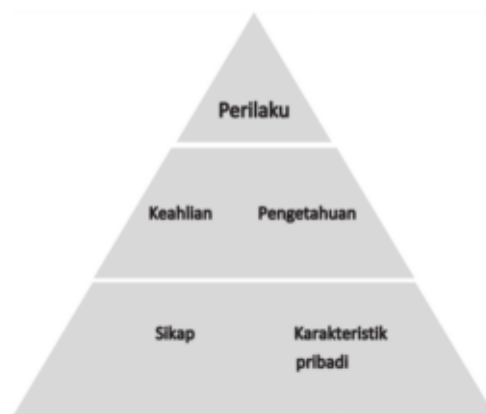 Perilaku
Keahlian Pengetahuan
Sikap Karakteristik
pribadi